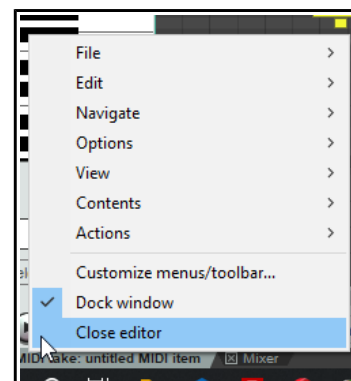 File
Edit
Navigate
Options
View
Contents
Actions
Customize menus/toolbar...
Dock window
Close editor
MIDI take: untitled MIDI item Mixer